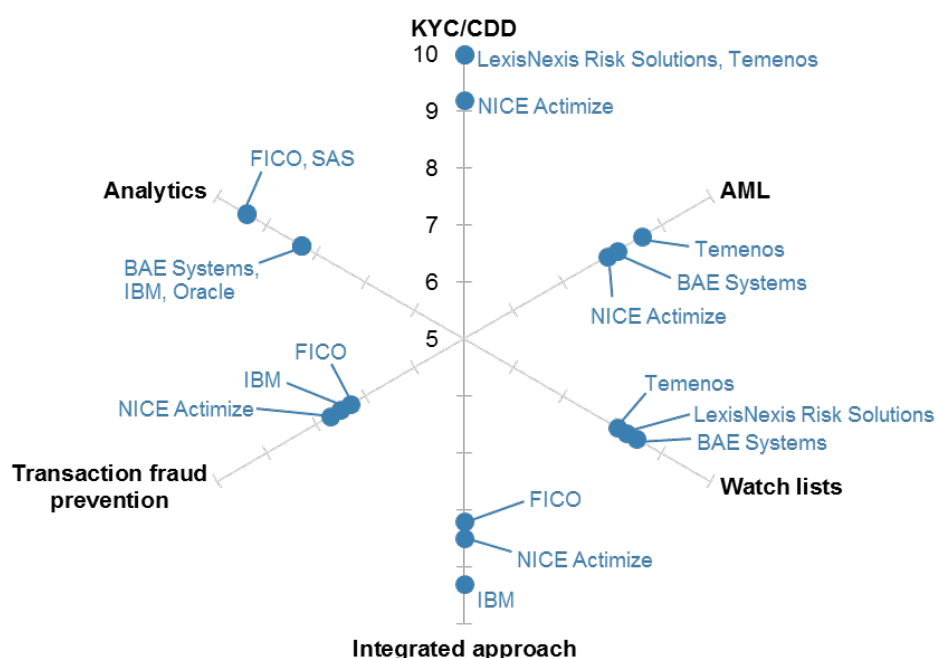 KYC/CDD
10
LexisNexis Risk Solutions, Temenos
9
NICE Actimize
8
FICO, SAS
Analytics
AML
7
Temenos
BAE Systems,
IBM, Oracle
6
BAE Systems
NICE Actimize
5
FICO
IBM
NICE Actimize
Temenos
LexisNexis Risk Solutions
BAE Systems
Transaction fraud
prevention
Watch lists
FICO
NICE Actimize
IBM
Integrated approach